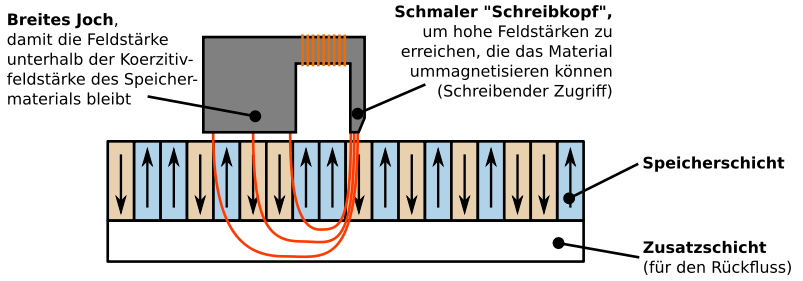 Breites Joch,
damit die Feldstärke
unterhalb der Koerzitiv-
feldstärke des Speicher-
materials bleibt
Schmaler "Schreibkopf",
um hohe Feldstärken zu
erreichen, die das Material
ummagnetisieren können
(Schreibender Zugriff)
Speicherschicht
Zusatzschicht
(für den Rückfluss)